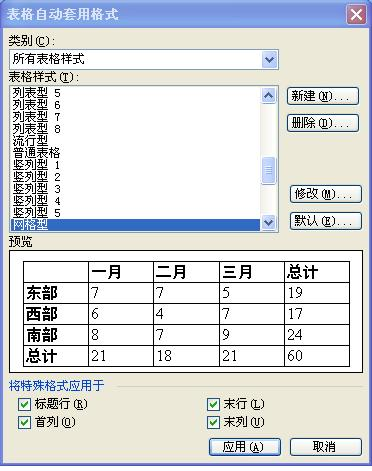 表格自动套用格式
类别(C):
所有表格样式
表格样式(T):
列表型 5
列表型 6
列表型 7
列表型 8
流行型
普通表格
竖列型 1
竖列型 2
竖列型 3
竖列型 4
竖列型 5
网格型
新建(N)...
删除(D)...
修改(M)...
默认(E)...
预览
一月 二月 三月 总计
东部 7 7 5 19
西部 6 4 7 17
南部 8 7 9 24
总计 21 18 21 60
将特殊格式应用于
标题行(R) 末行(L)
首列(O) 末列(U)
应用(A) 取消